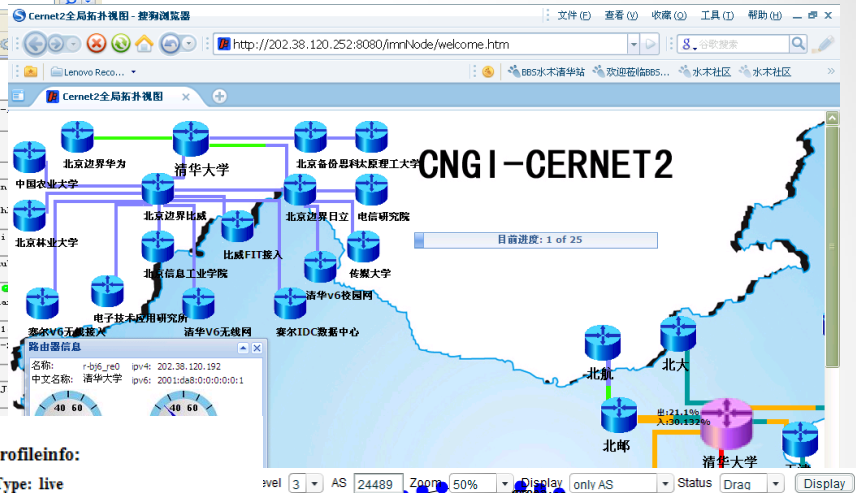 Cernet2全局拓扑视图 - 搜狗浏览器
文件(F) 查看(V) 收藏(O) 工具(T) 帮助(H)
http://202.38.120.252:8080/imnNode/welcome.htm
谷歌搜索
Lenovo Reco...
BBS水木清华站 欢迎莅临BBS... 水木社区 水木社区
Cernet2全局拓扑视图
CNGI-CERNET2
目前进度: 1 of 25
北京边界华为
清华大学
北京备份思科
太原理工大学
中国农业大学
北京边界比威
北京边界日立
电信研究院
北京林业大学
比威FIT接入
北京信息工业学院
传媒大学
清华v6校园网
电子技术应用研究所
赛尔V6无线接入
清华V6无线网
赛尔IDC数据中心
北航
北大
出:21.1%
入:30.132%
北邮
清华大学
路由器信息
名称: r-bj6_re0 ipv4: 202.38.120.192
中文名称: 清华大学 ipv6: 2001:da8:0:0:0:0:0:1
40 60
40 60
rofileinfo:
Type: live
evel 3 AS 24489 Zoom 50% Display only AS Status Drag Display